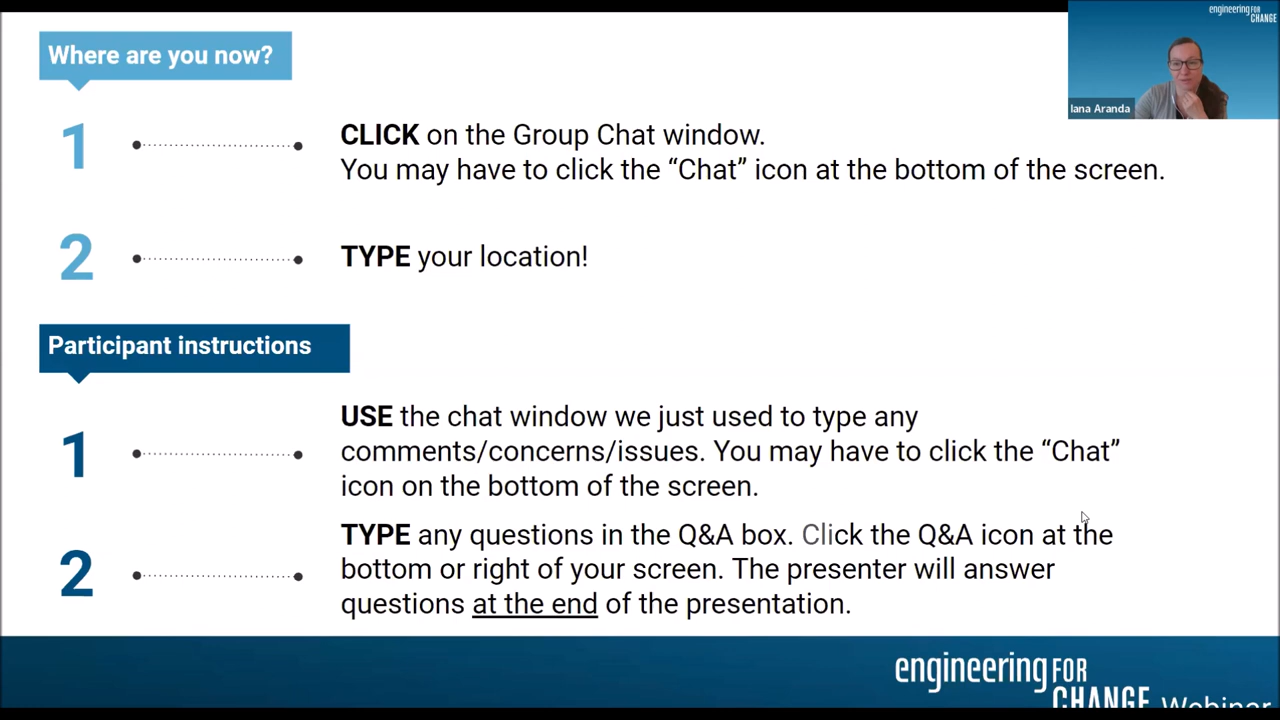 engineering FOR
CHANGE
Iana Aranda
Where are you now?
1
CLICK on the Group Chat window.
You may have to click the “Chat” icon at the bottom of the screen.
2
TYPE your location!
Participant instructions
1
USE the chat window we just used to type any
comments/concerns/issues. You may have to click the “Chat”
icon on the bottom of the screen.
2
TYPE any questions in the Q&A box. Click the Q&A icon at the
bottom or right of your screen. The presenter will answer
questions at the end of the presentation.
engineering FOR
CHANGE Webinar